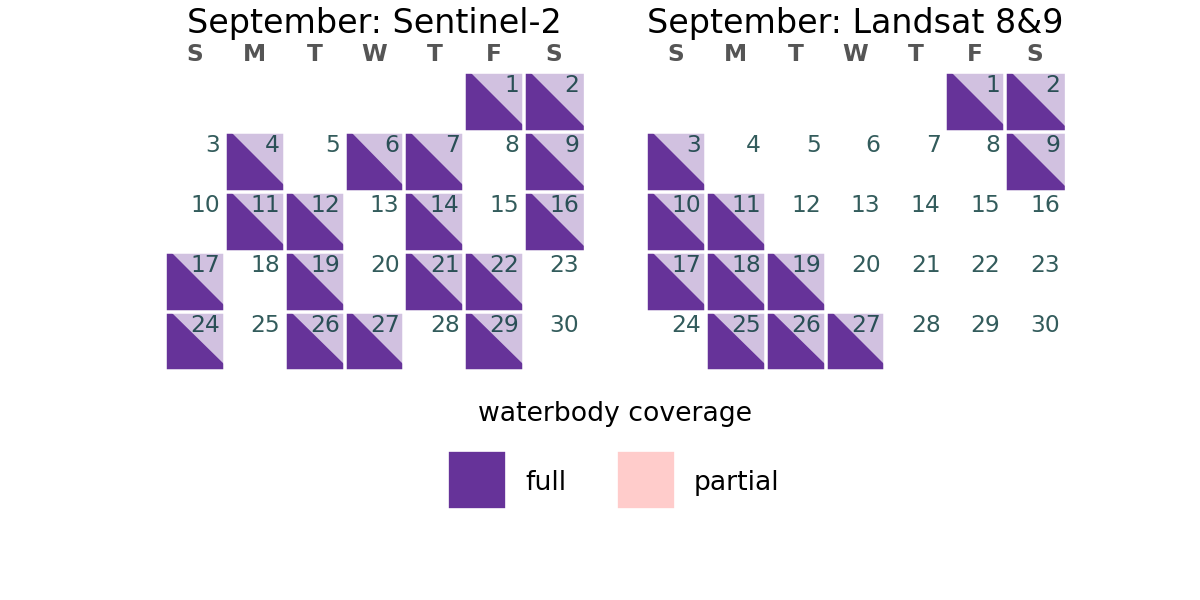 September: Sentinel-2
S M T W T F S
1 2
3 4 5 6 7 8 9
10 11 12 13 14 15 16
17 18 19 20 21 22 23
24 25 26 27 28 29 30
September: Landsat 8&9
S M T W T F S
1 2
3 4 5 6 7 8 9
10 11 12 13 14 15 16
17 18 19 20 21 22 23
24 25 26 27 28 29 30
waterbody coverage
full partial